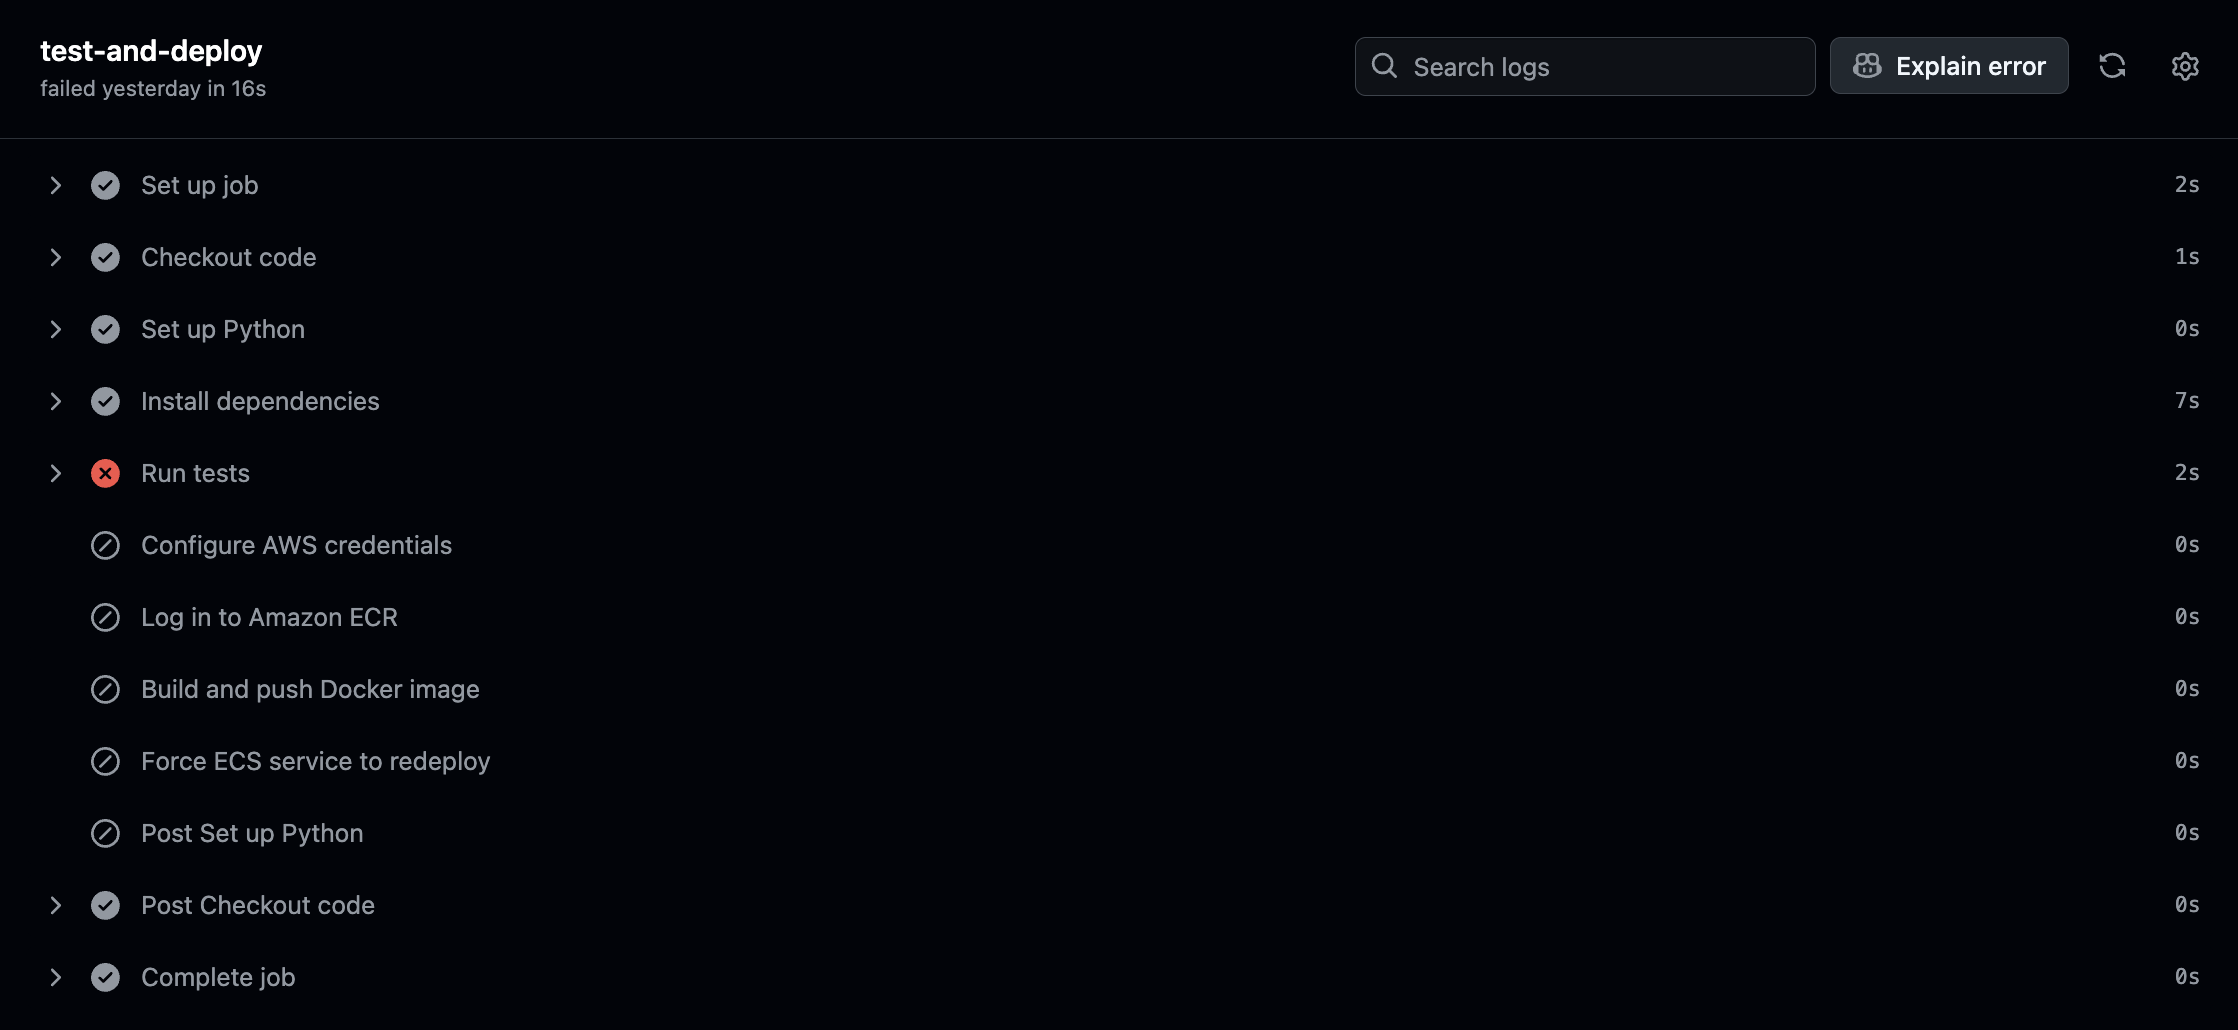 test-and-deploy
failed yesterday in 16s
Search logs
Explain error
Set up job 2s
Checkout code 1s
Set up Python 0s
Install dependencies 7s
Run tests 2s
Configure AWS credentials 0s
Log in to Amazon ECR 0s
Build and push Docker image 0s
Force ECS service to redeploy 0s
Post Set up Python 0s
Post Checkout code 0s
Complete job 0s